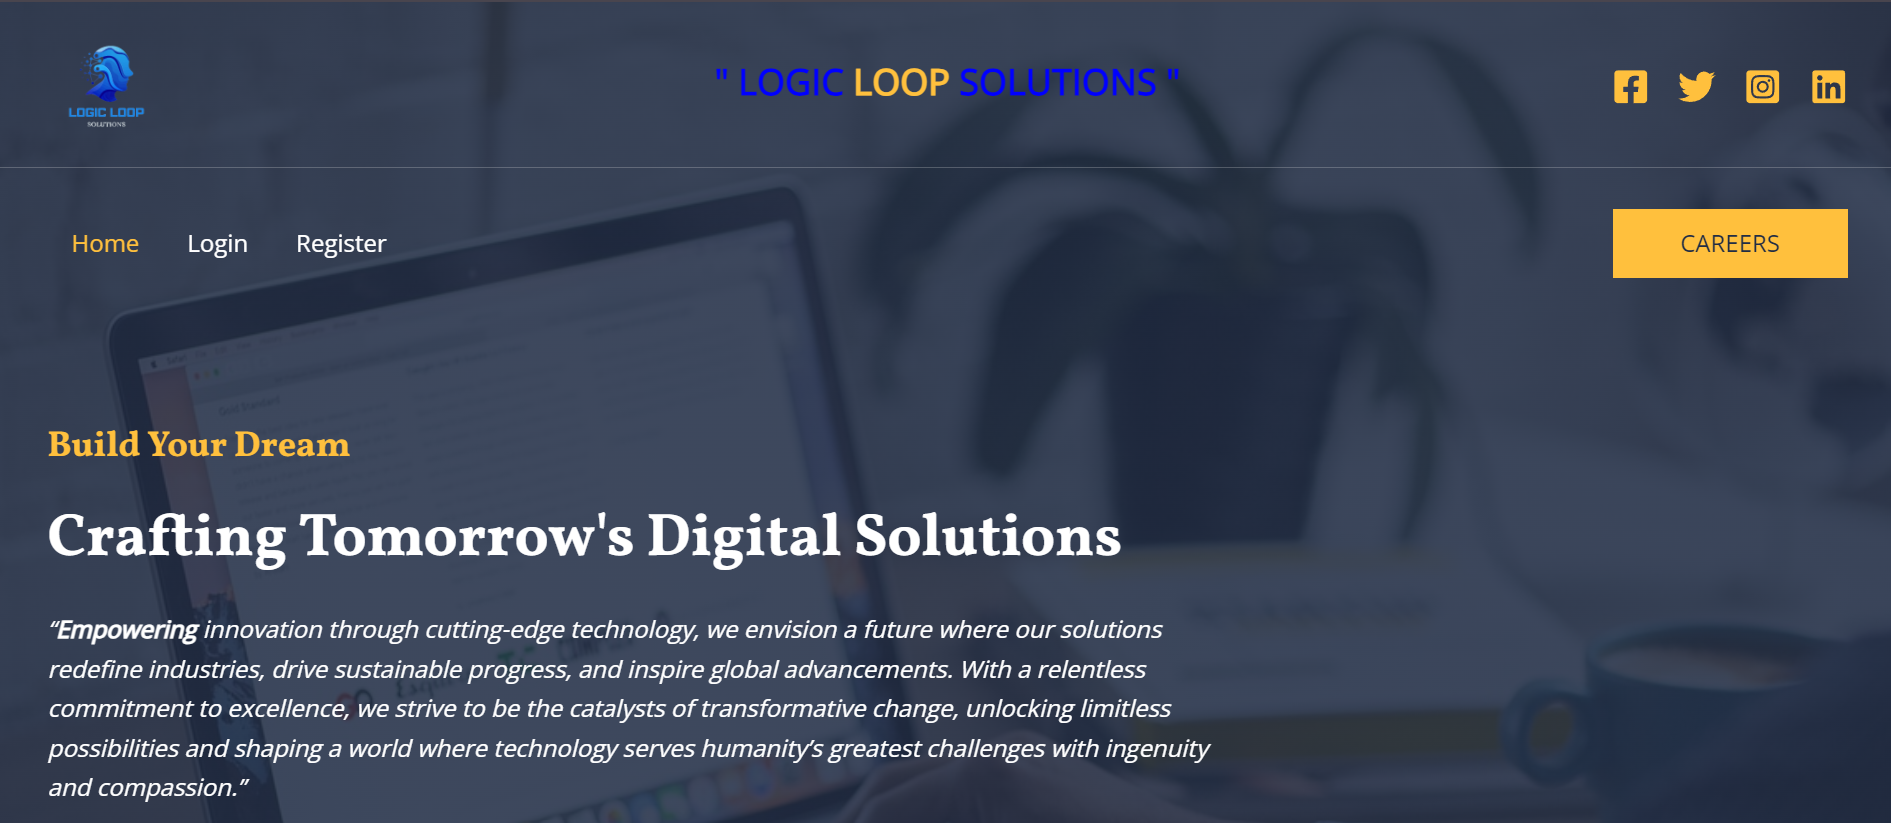 LOGIC LOOP
SOLUTIONS
" LOGIC LOOP SOLUTIONS "
Home Login Register
CAREERS
Build Your Dream
Crafting Tomorrow's Digital Solutions
“Empowering innovation through cutting-edge technology, we envision a future where our solutions
redefine industries, drive sustainable progress, and inspire global advancements. With a relentless
commitment to excellence, we strive to be the catalysts of transformative change, unlocking limitless
possibilities and shaping a world where technology serves humanity’s greatest challenges with ingenuity
and compassion.”